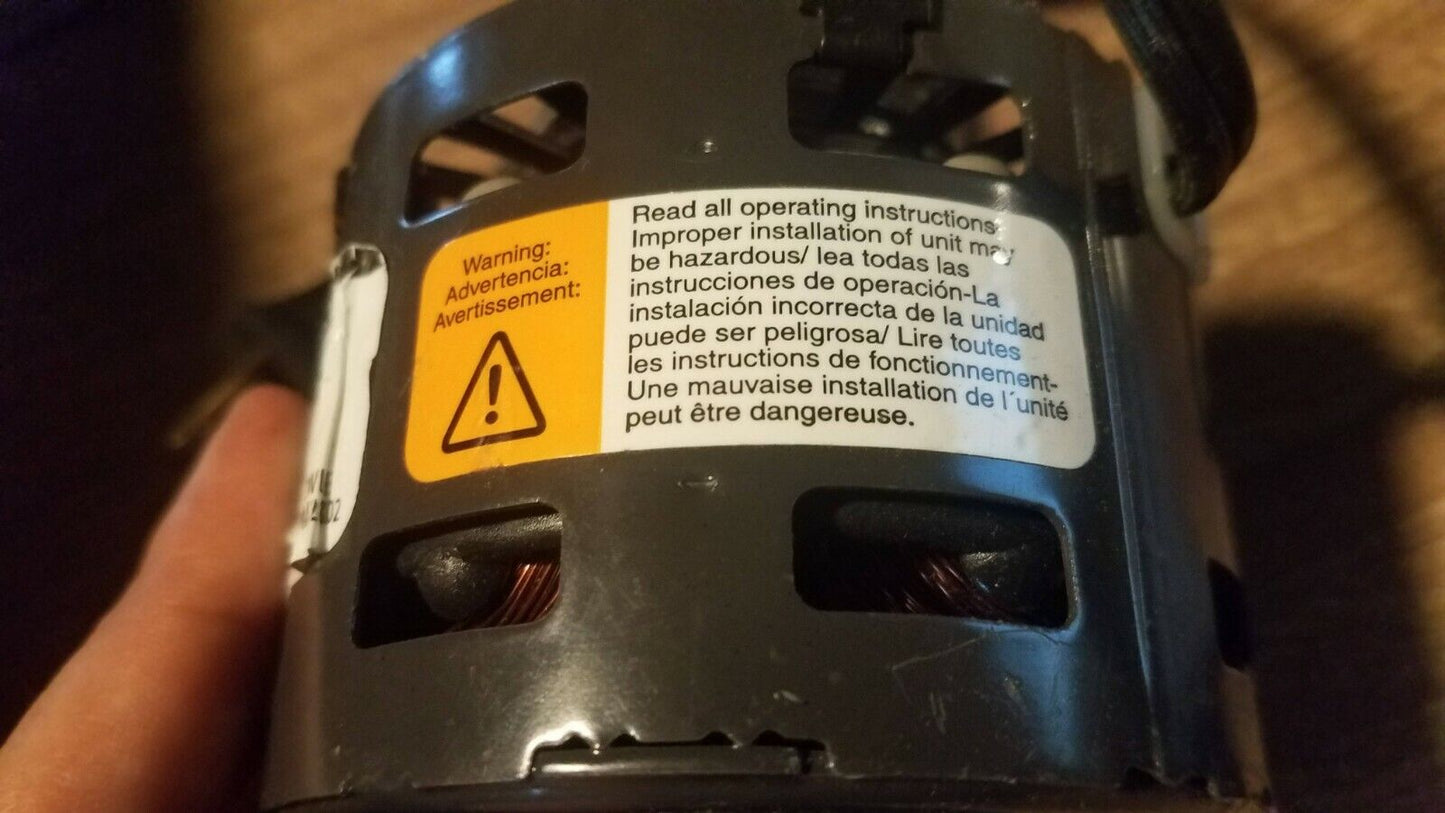 Warning:
Advertencia:
Avertissement:
Read all operating instructions
Improper installation of unit may
be hazardous/ lea todas las
instrucciones de operación-La
instalación incorrecta de la unidad
puede ser peligrosa/ Lire toutes
les instructions de fonctionnement-
Une mauvaise installation de l´unité
peut être dangereuse.